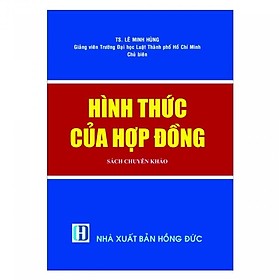 TS. LÊ MINH HÙNG
Giảng viên Trường Đại học Luật Thành phố Hồ Chí Minh
Chủ biên
HÌNH THỨC
CỦA HỢP ĐỒNG
SÁCH CHUYÊN KHẢO
H
NHÀ XUẤT BẢN HỒNG ĐỨC